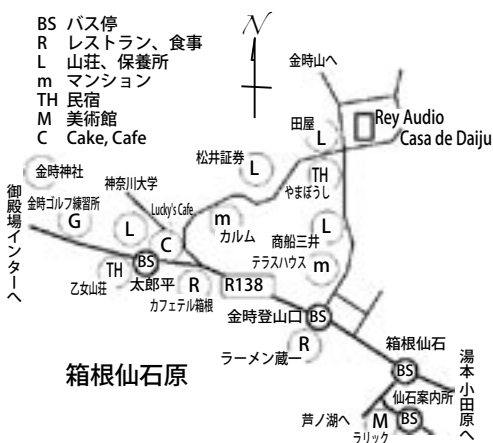 BS バス停
R レストラン、食事
L 山荘、保養所
m マンション
TH 民宿
M 美術館
C Cake, Cafe
N
金時山へ
Rey Audio
Casa de Daiju
田屋
L
松井証券
L
TH
やまぼうし
金時神社
神奈川大学
金時ゴルフ練習所
G
L
Lucky's Cafe
C
m
カルム
商船三井
L
テラスハウス
m
御殿場インターへ
TH
乙女山荘
BS
太郎平
R
カフェテル箱根
R138
金時登山口
BS
R
ラーメン蔵一
箱根仙石原
箱根仙石
BS
仙石案内所
BS
芦ノ湖へ
M
ラリック
湯本 小田原へ